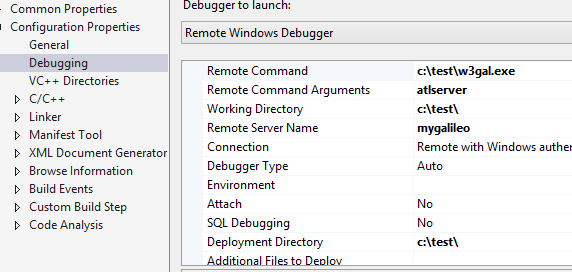 Common Properties
Configuration Properties
General
Debugging
VC++ Directories
C/C++
Linker
Manifest Tool
XML Document Generator
Browse Information
Build Events
Custom Build Step
Code Analysis
Debugger to launch:
Remote Windows Debugger
Remote Command c:\test\w3gal.exe
Remote Command Arguments atlserver
Working Directory c:\test\
Remote Server Name mygalileo
Connection Remote with Windows authen
Debugger Type Auto
Environment
Attach No
SQL Debugging No
Deployment Directory c:\test\
Additional Files to Deploy